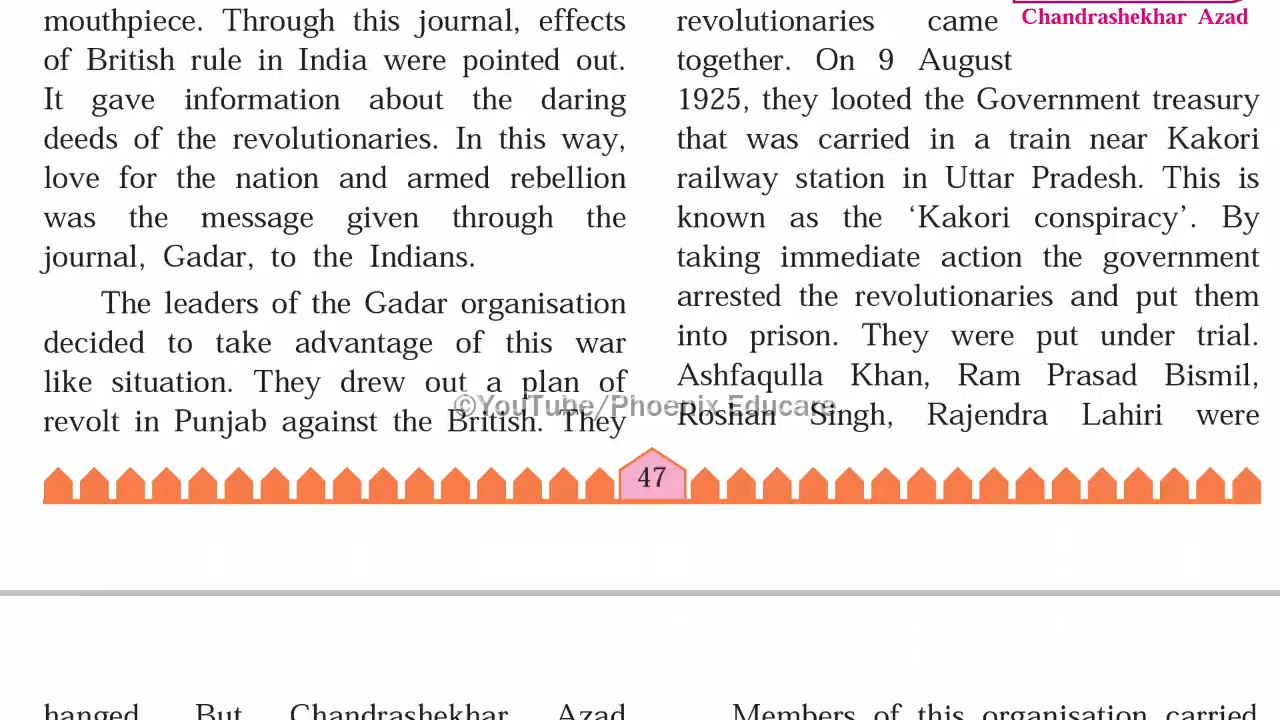 mouthpiece. Through this journal, effects
of British rule in India were pointed out.
It gave information about the daring
deeds of the revolutionaries. In this way,
love for the nation and armed rebellion
was the message given through the
journal, Gadar, to the Indians.
The leaders of the Gadar organisation
decided to take advantage of this war
like situation. They drew out a plan of
revolt in Punjab against the British. They
Chandrashekhar Azad
revolutionaries came
together. On 9 August
1925, they looted the Government treasury
that was carried in a train near Kakori
railway station in Uttar Pradesh. This is
known as the ‘Kakori conspiracy’. By
taking immediate action the government
arrested the revolutionaries and put them
into prison. They were put under trial.
Ashfaqulla Khan, Ram Prasad Bismil,
Roshan Singh, Rajendra Lahiri were
©YouTube/Phoenix Educare
47
hanged. But Chandrashekhar Azad
Members of this organisation carried